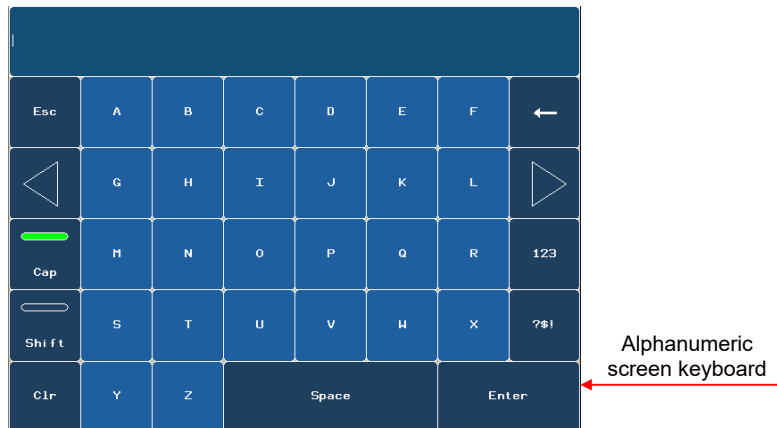 Esc A B C D E F ←
G H I J K L
Cap M N O P Q R 123
Shift S T U V W X ?$!
Clr Y Z Space Enter
Alphanumeric
screen keyboard